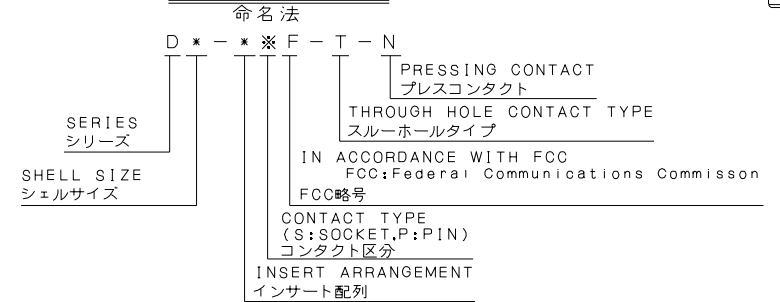 命名法
D＊－＊※F－T－N
PRESSING CONTACT
プレスコンタクト
THROUGH HOLE CONTACT TYPE
スルーホールタイプ
SERIES
シリーズ
IN ACCORDANCE WITH FCC
FCC:Federal Communications Commisson
FCC略号
SHELL SIZE
シェルサイズ
CONTACT TYPE
(S:SOCKET,P:PIN)
コンタクト区分
INSERT ARRANGEMENT
インサート配列